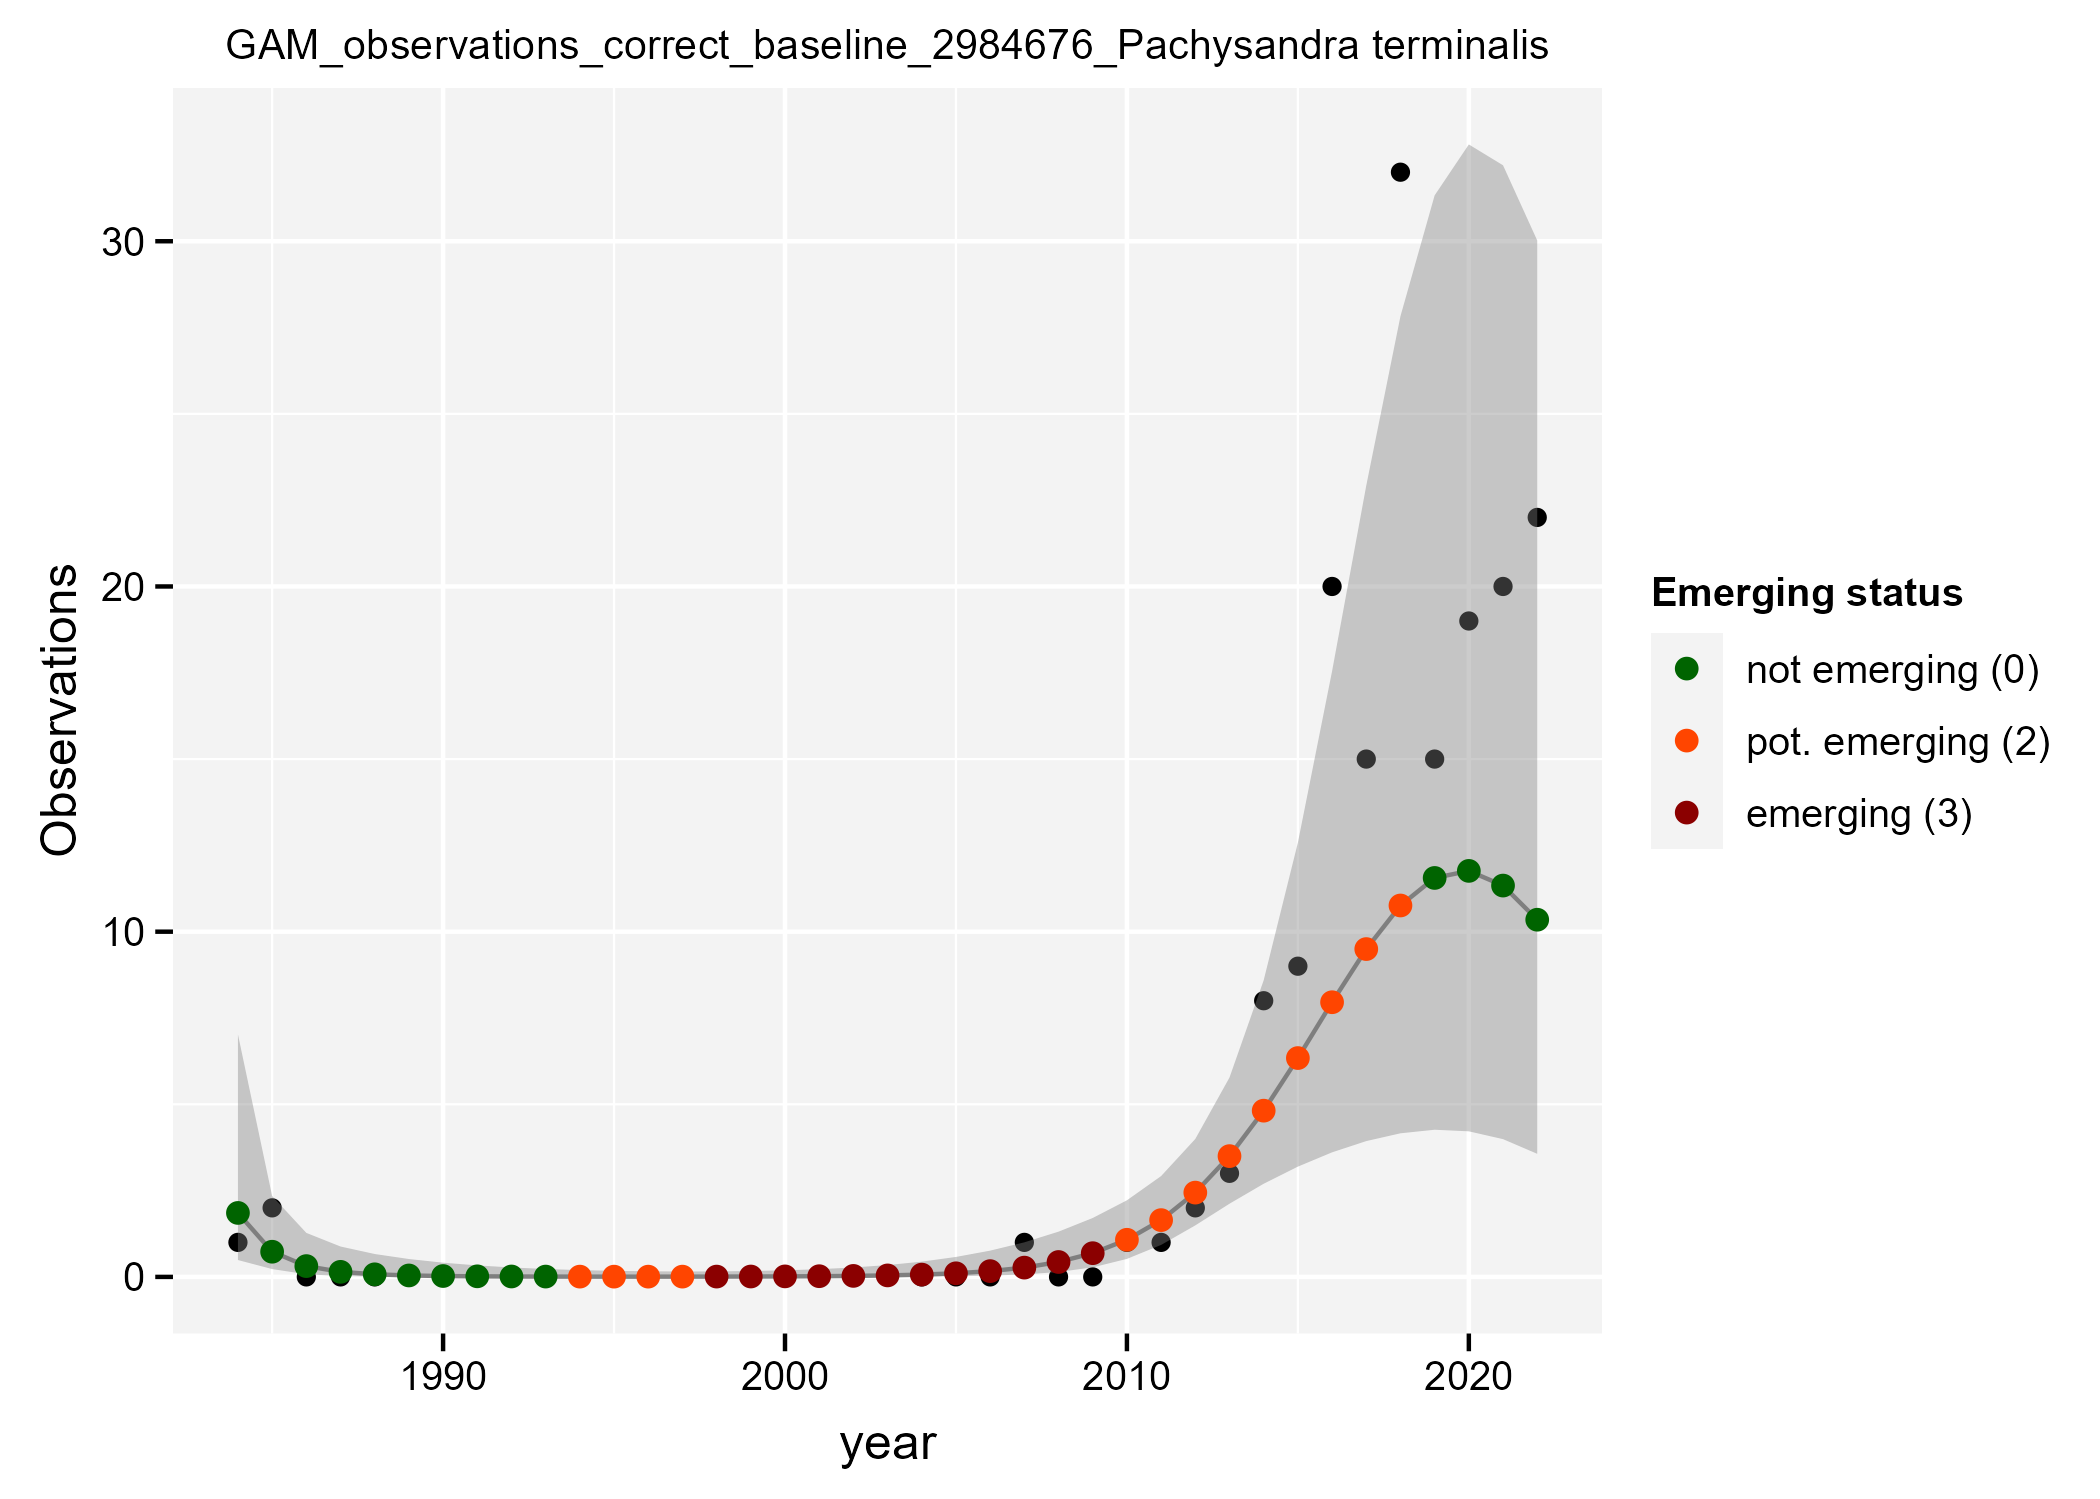 GAM_observations_correct_baseline_2984676_Pachysandra terminalis
Observations
30
20
10
0
1990 2000 2010 2020
year
Emerging status
not emerging (0)
pot. emerging (2)
emerging (3)